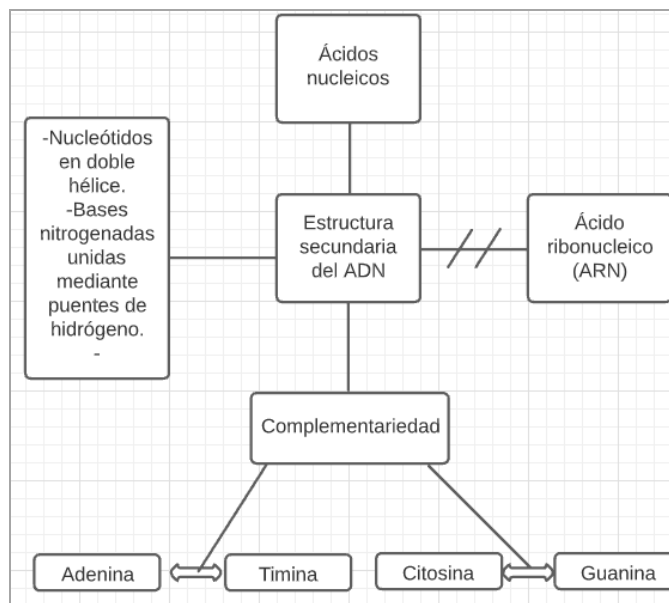 Ácidos
nucleicos
-Nucleótidos
en doble
hélice.
-Bases
nitrogenadas
unidas
mediante
puentes de
hidrógeno.
-
Estructura
secundaria
del ADN
Ácido
ribonucleico
(ARN)
Complementariedad
Adenina
Timina
Citosina
Guanina